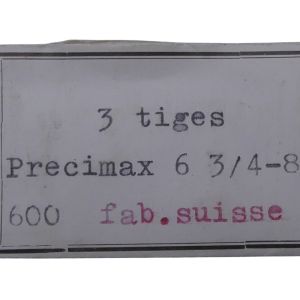 3 tiges
Precimax 6 3/4-8
600 fab.suisse